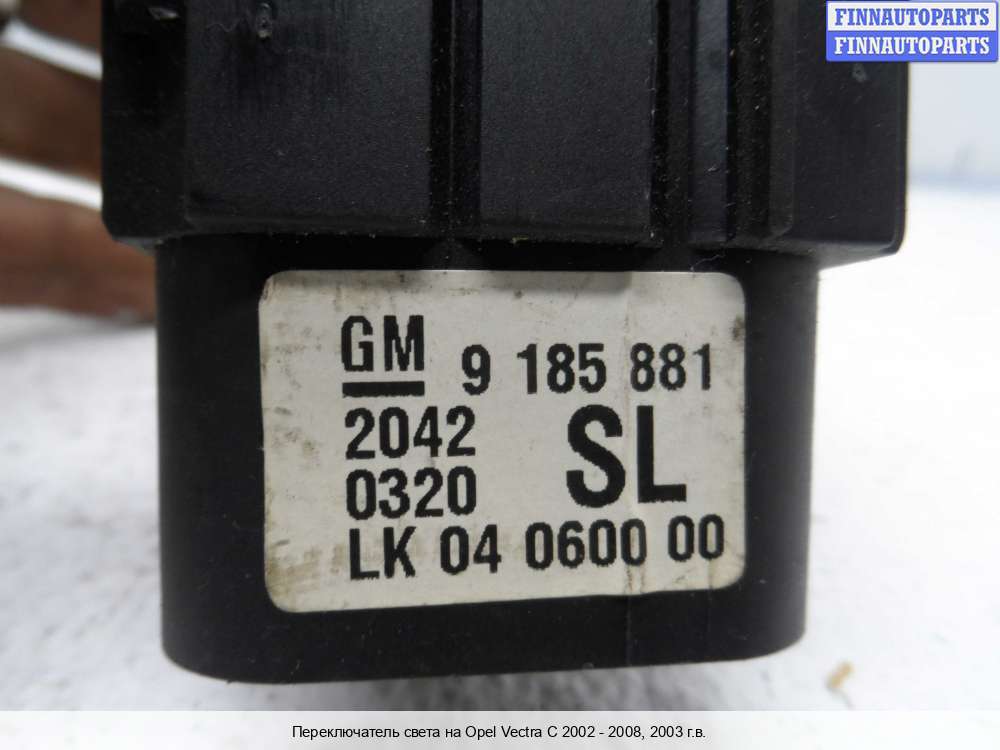 FINNAUTOPARTS
FINNAUTOPARTS
GM 9 185 881
2042
0320 SL
LK 04 0600 00
Переключатель света на Opel Vectra C 2002 - 2008, 2003 г.в.